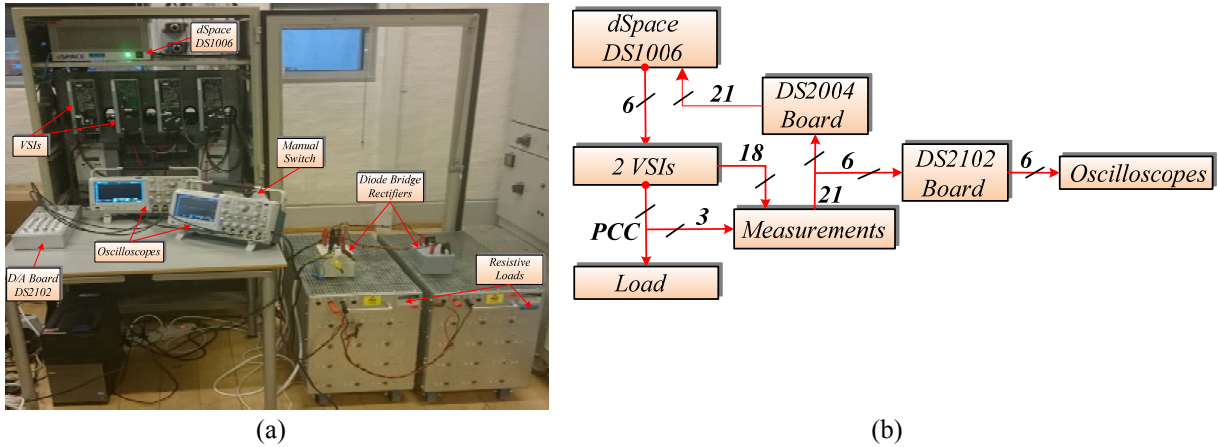 dSpace
DS1006
VSIs
Manual
Switch
Diode Bridge
Rectifiers
Oscilloscopes
D/A Board
DS2102
Resistive
Loads
(a)
dSpace
DS1006
6
21
DS2004
Board
2 VSIs
18
6
DS2102
Board
6
Oscilloscopes
21
PCC
3
Measurements
Load
(b)